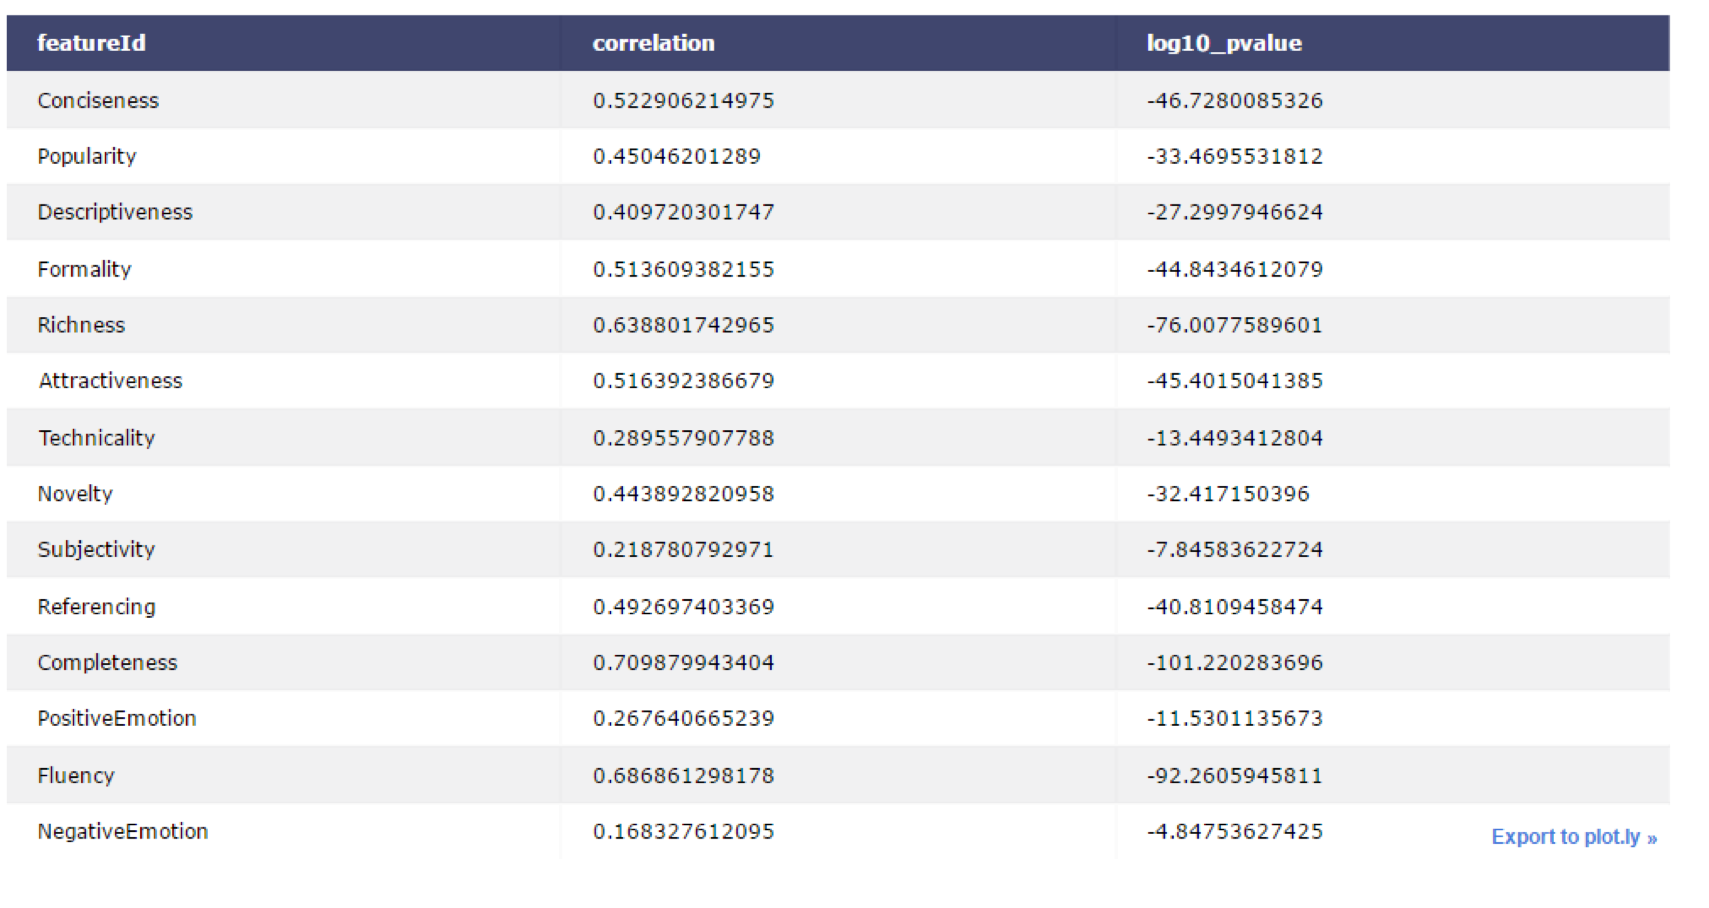 featureId correlation log10_pvalue
Conciseness 0.522906214975 -46.7280085326
Popularity 0.45046201289 -33.4695531812
Descriptiveness 0.409720301747 -27.2997946624
Formality 0.513609382155 -44.8434612079
Richness 0.638801742965 -76.0077589601
Attractiveness 0.516392386679 -45.4015041385
Technicality 0.289557907788 -13.4493412804
Novelty 0.443892820958 -32.417150396
Subjectivity 0.218780792971 -7.84583622724
Referencing 0.492697403369 -40.8109458474
Completeness 0.709879943404 -101.220283696
PositiveEmotion 0.267640665239 -11.5301135673
Fluency 0.686861298178 -92.2605945811
NegativeEmotion 0.168327612095 -4.84753627425 Export to plot.ly »